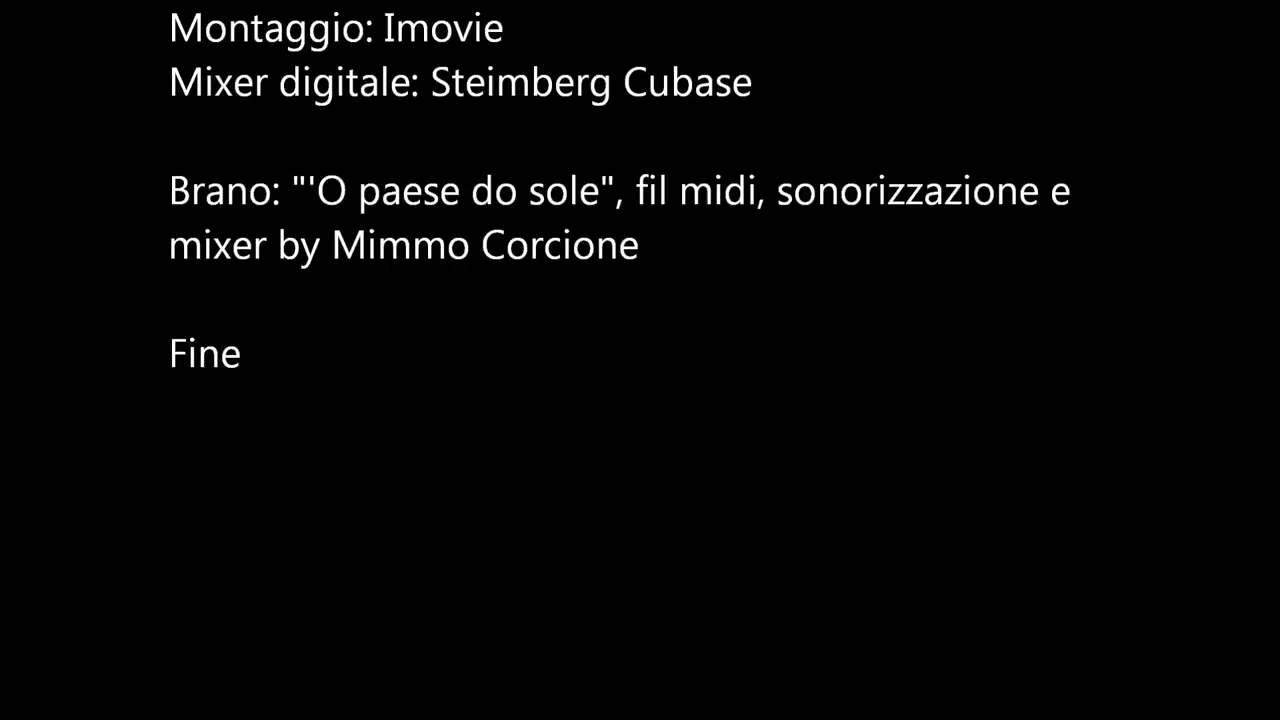 Montaggio: Imovie
Mixer digitale: Steimberg Cubase
Brano: "'O paese do sole", fil midi, sonorizzazione e
mixer by Mimmo Corcione
Fine